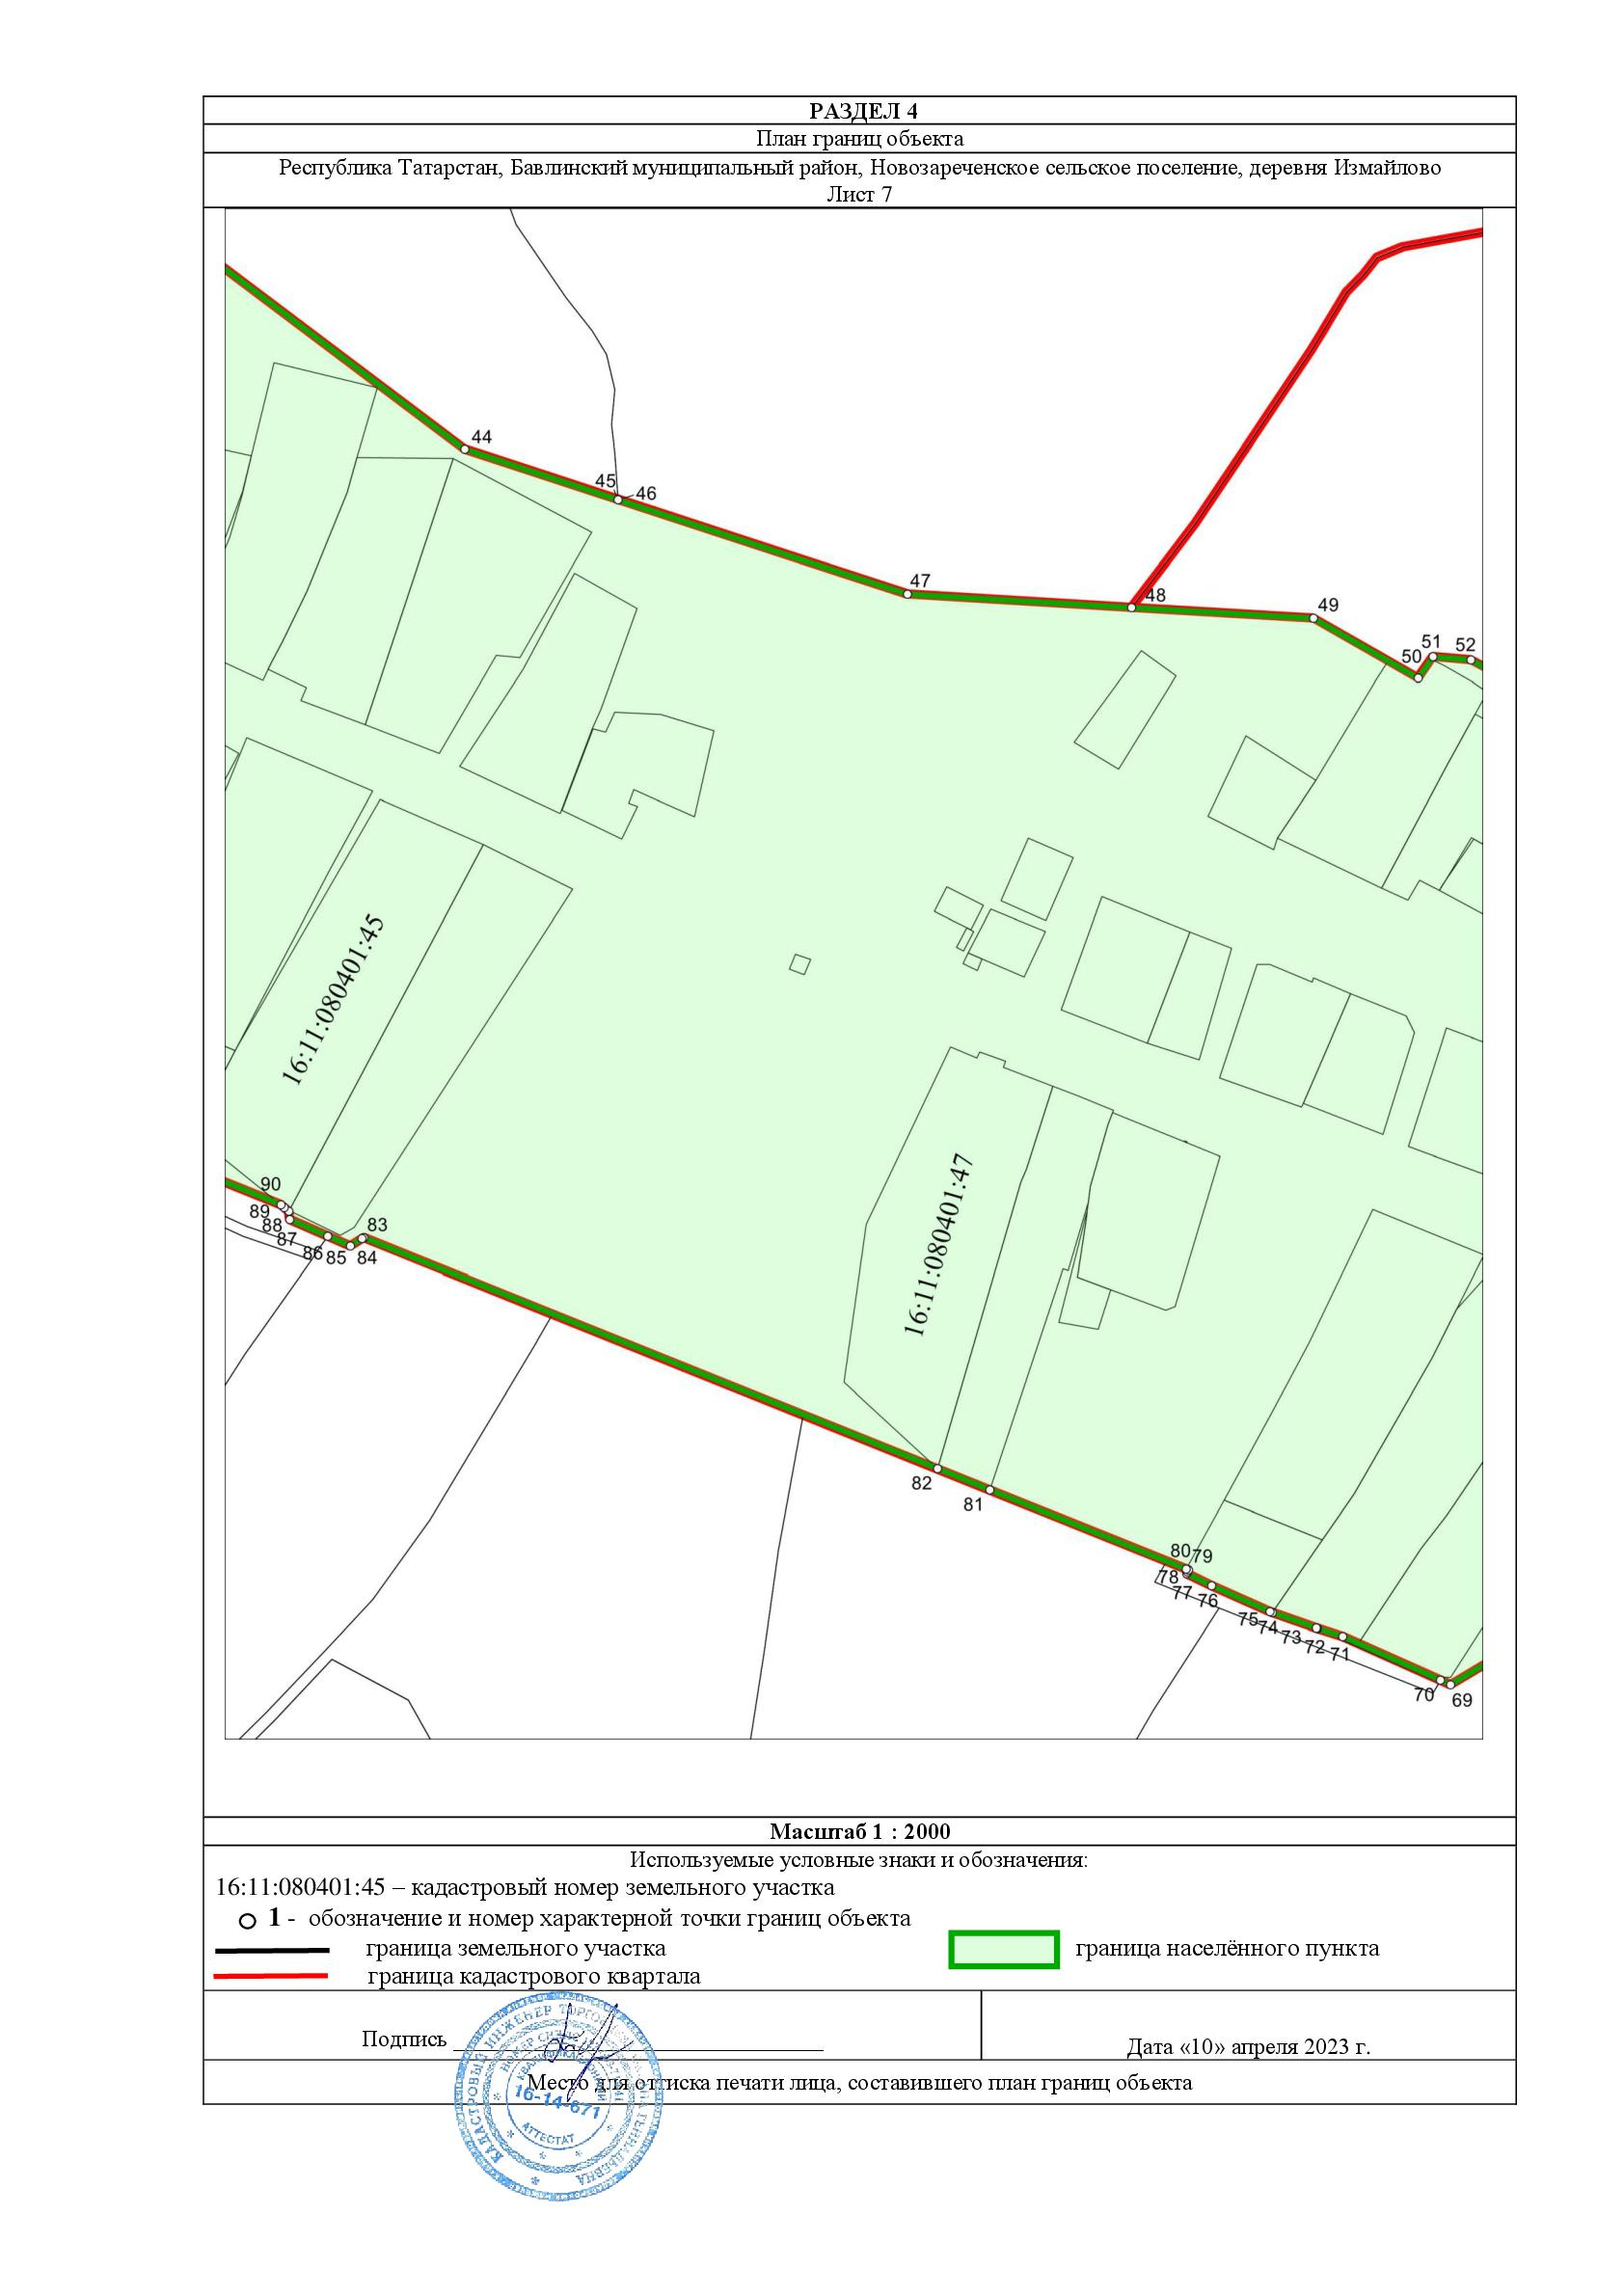 РАЗДЕЛ 4
План границ объекта
Республика Татарстан, Бавлинский муниципальный район, Новозареченское сельское поселение, деревня Измайлово
Лист 7
44
45
46
47
48
49
50
51
52
16:11:080401:45
16:11:080401:47
90
89
88
87
86
85
84
83
82
81
80
79
78
77
76
75
74
73
72
71
70
69
Масштаб 1 : 2000
Используемые условные знаки и обозначения:
16:11:080401:45 – кадастровый номер земельного участка
1 - обозначение и номер характерной точки границ объекта
граница земельного участка
граница населённого пункта
граница кадастрового квартала
Подпись
Дата «10» апреля 2023 г.
Место для оттиска печати лица, составившего план границ объекта
КАДАСТРОВЫЙ ИНЖЕНЕР
16-14-671
АТТЕСТАТ